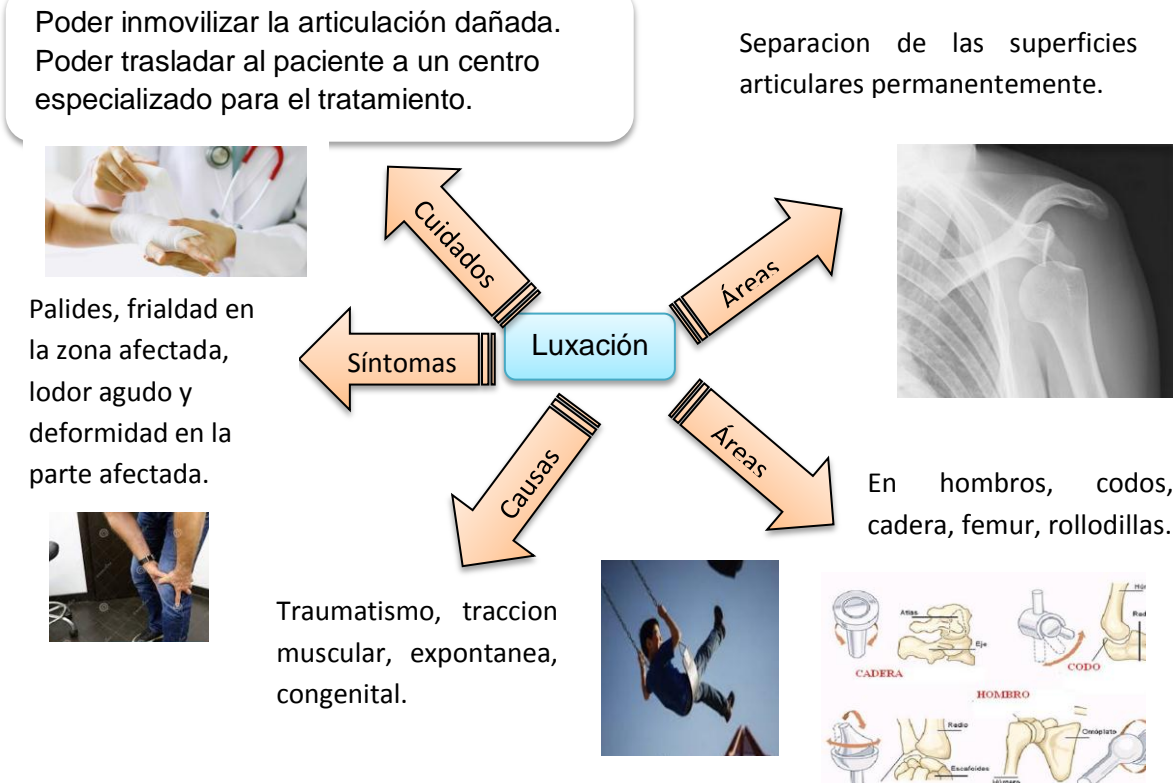 Poder inmovilizar la articulación dañada.
Poder trasladar al paciente a un centro
especializado para el tratamiento.
Separacion de las superficies
articulares permanentemente.
Cuidados
Áreas
Palides, frialdad en
la zona afectada,
lodor agudo y
deformidad en la
parte afectada.
Síntomas
Luxación
Causas
Áreas
En hombros, codos,
cadera, femur, rollodillas.
Traumatismo, traccion
muscular, expontanea,
congenital.
Atlas
Eje
CADERA
CODO
HOMBRO
Radio
Escafoides
Omóplato
Húmero